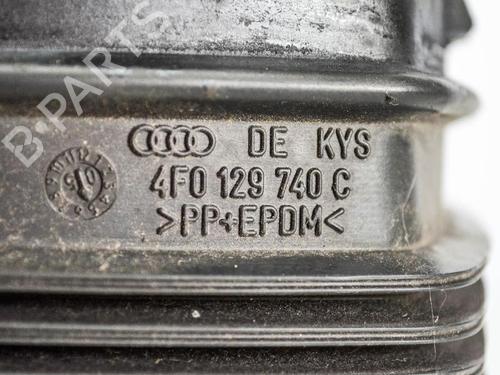 B-PARTS
DE KYS
4F0 129 740 C
>PP+EPDM<